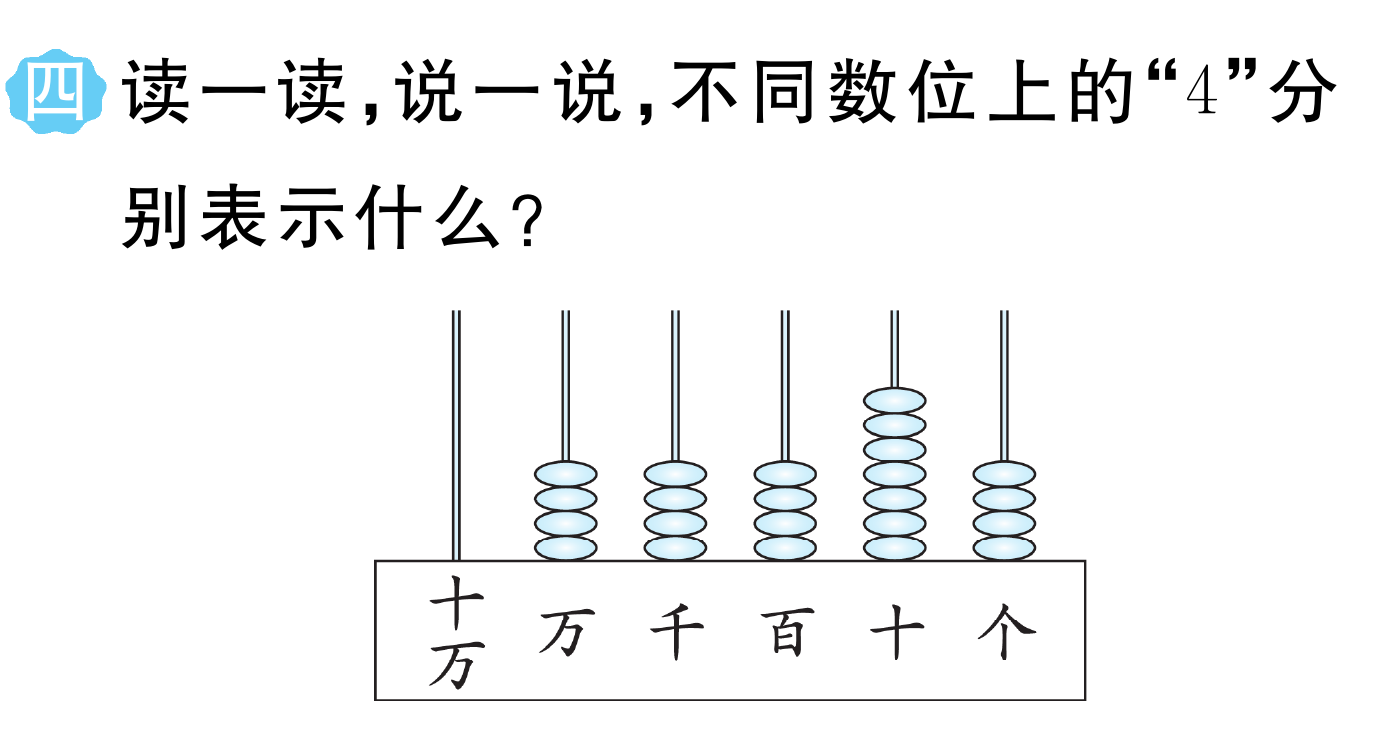 四 读一读,说一说,不同数位上的“4”分
别表示什么?
十万 万 千 百 十 个